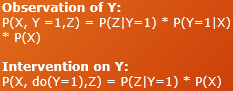 Observation of Y:
P(X, Y =1,Z) = P(Z|Y=1) * P(Y=1|X)
* P(X)
Intervention on Y:
P(X, do(Y=1),Z) = P(Z|Y=1) * P(X)